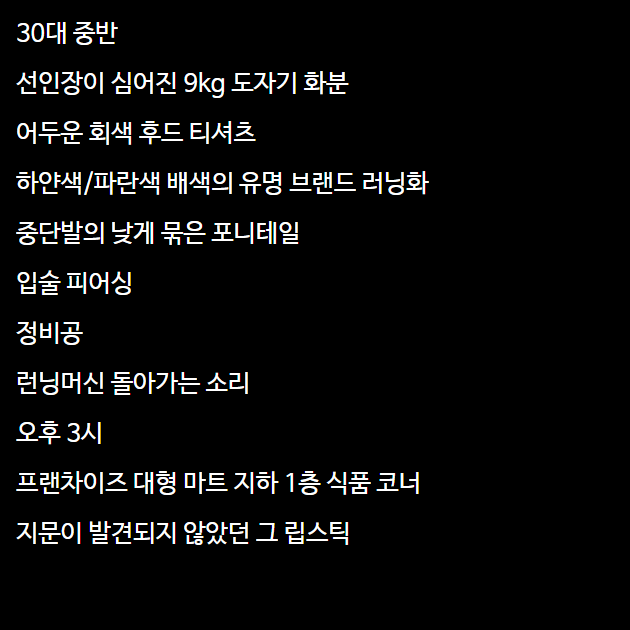 30대 중반
선인장이 심어진 9kg 도자기 화분
어두운 회색 후드 티셔츠
하얀색/파란색 배색의 유명 브랜드 러닝화
중단발의 낮게 묶은 포니테일
입술 피어싱
정비공
런닝머신 돌아가는 소리
오후 3시
프랜차이즈 대형 마트 지하 1층 식품 코너
지문이 발견되지 않았던 그 립스틱